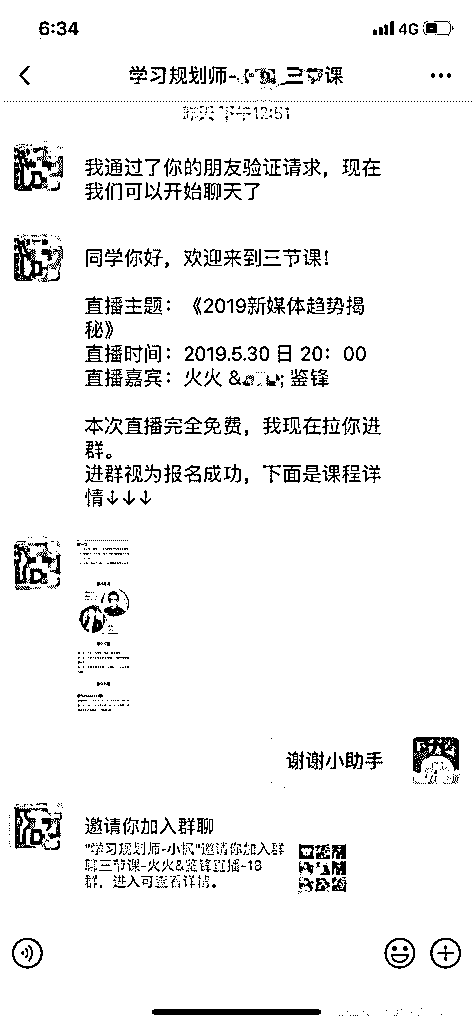 6:34
4G
学习规划师-小枫_三节课
昨天 下午12:51
我通过了你的朋友验证请求，现在
我们可以开始聊天了
同学你好，欢迎来到三节课！
直播主题：《2019新媒体趋势揭
秘》
直播时间：2019.5.30 日 20：00
直播嘉宾：火火 & 鉴锋
本次直播完全免费，我现在拉你进
群。
进群视为报名成功，下面是课程详
情↓↓↓
谢谢小助手
邀请你加入群聊
"学习规划师-小枫"邀请你加入群
聊三节课-火火&鉴锋直播-18
群，进入可查看详情。